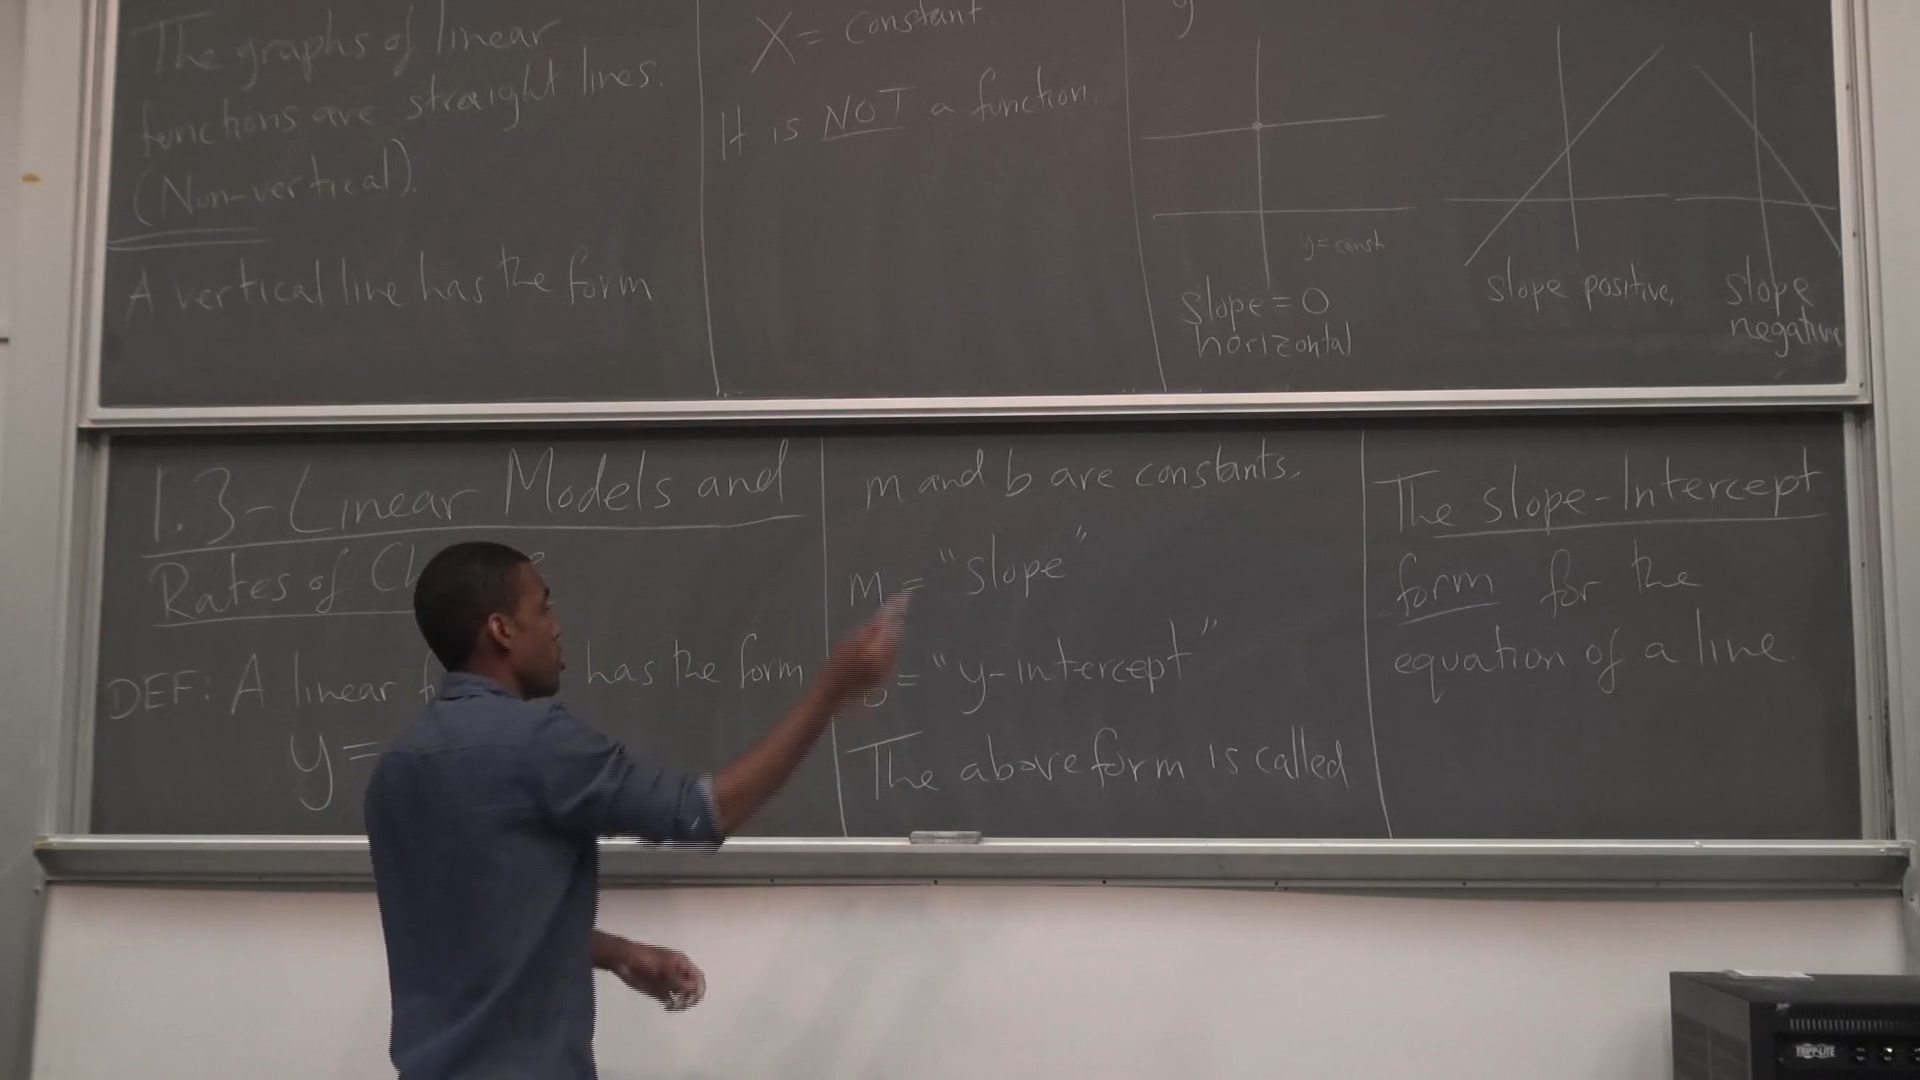 The graphs of linear
functions are straight lines.
(Non-vertical).
A vertical line has the form
X = constant.
It is NOT a function.
y
y = const
slope = 0
horizontal
slope positive,
slope
negative
1.3 - Linear Models and
Rates of
DEF: A linear has the form
y =
m and b are constants.
m = "slope"
= "y-intercept"
The above form is called
The slope-Intercept
form for the
equation of a line.
TRIPP-LITE